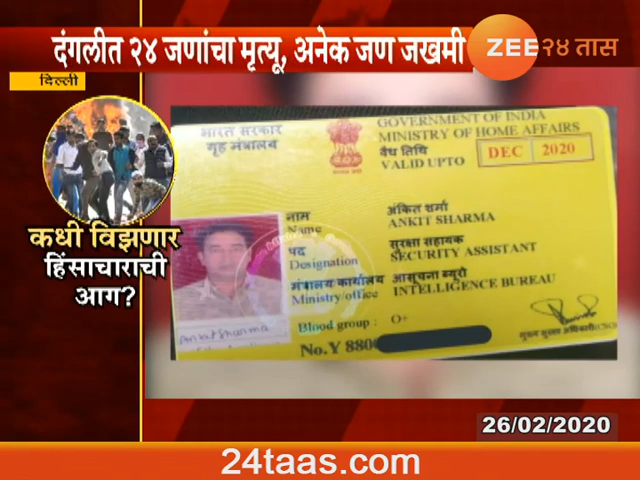 दंगलीत २४ जणांचा मृत्यू, अनेक जण जखमी
ZEE २४ तास
दिल्ली
कधी विझणार
हिंसाचाराची
आग?
भारत सरकार
गृह मंत्रालय
GOVERNMENT OF INDIA
MINISTRY OF HOME AFFAIRS
वैध तिथि
VALID UPTO
DEC 2020
नाम
Name
अंकित शर्मा
ANKIT SHARMA
पद
Designation
सुरक्षा सहायक
SECURITY ASSISTANT
मंत्रालय कार्यालय
Ministry/office
आसूचना ब्यूरो
INTELLIGENCE BUREAU
Blood group : O+
No. Y 880
Ankit Sharma
26/02/2020
24taas.com